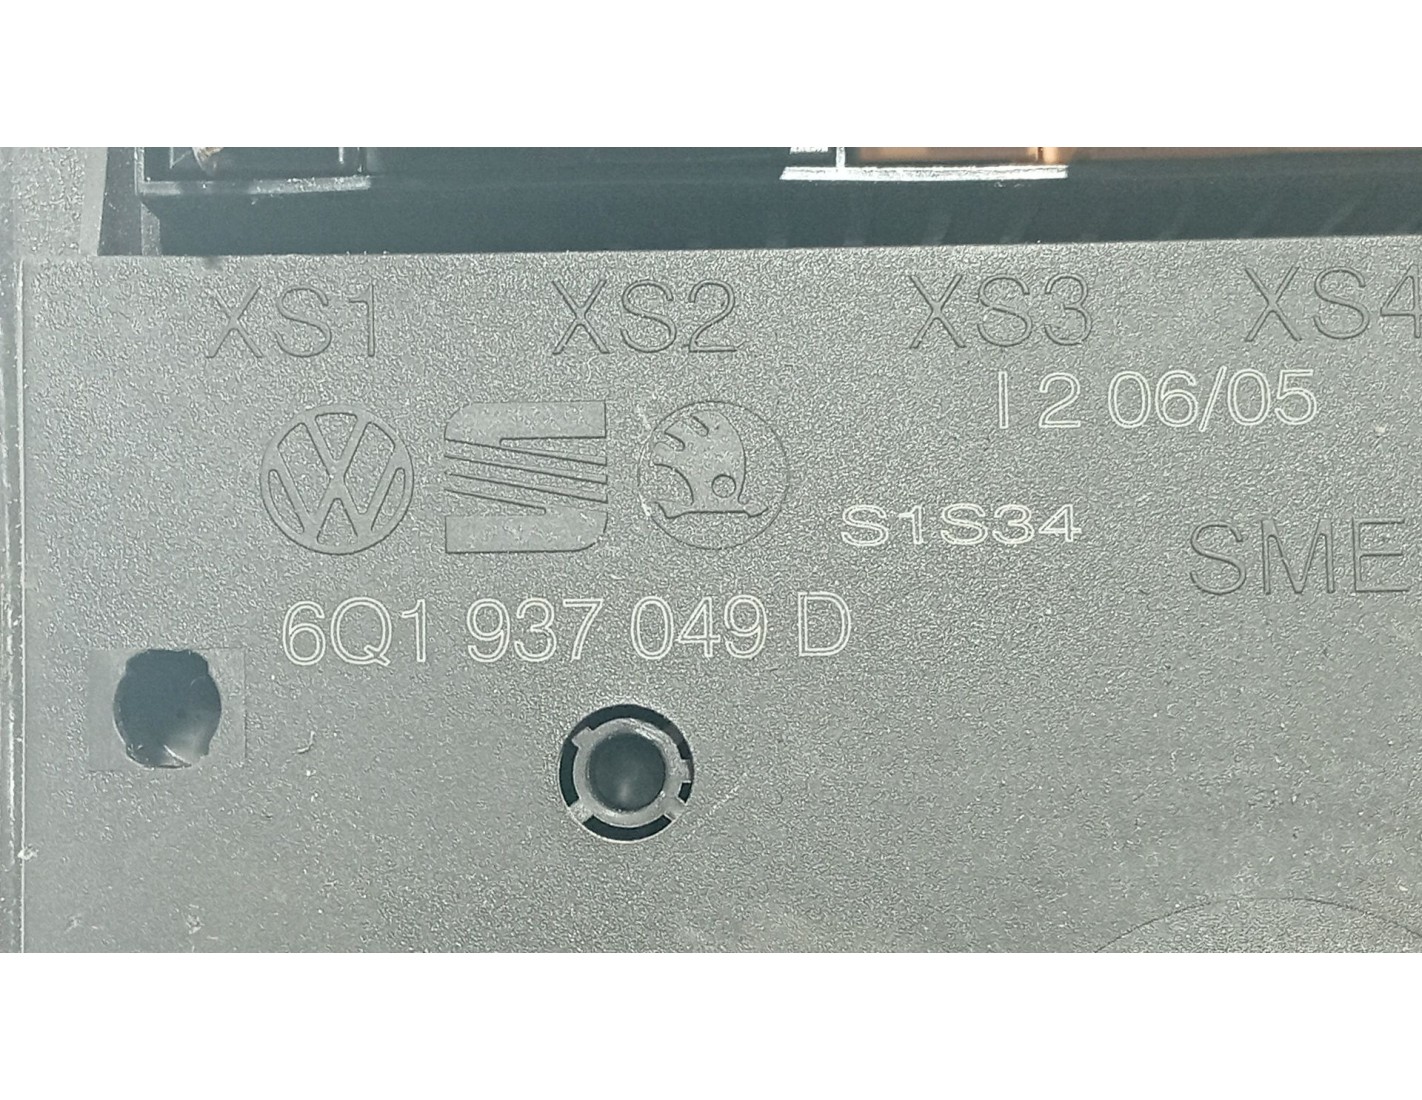 XS1 XS2 XS3 XS4
I 2 06/05
S1S34
SME
6Q1 937 049 D